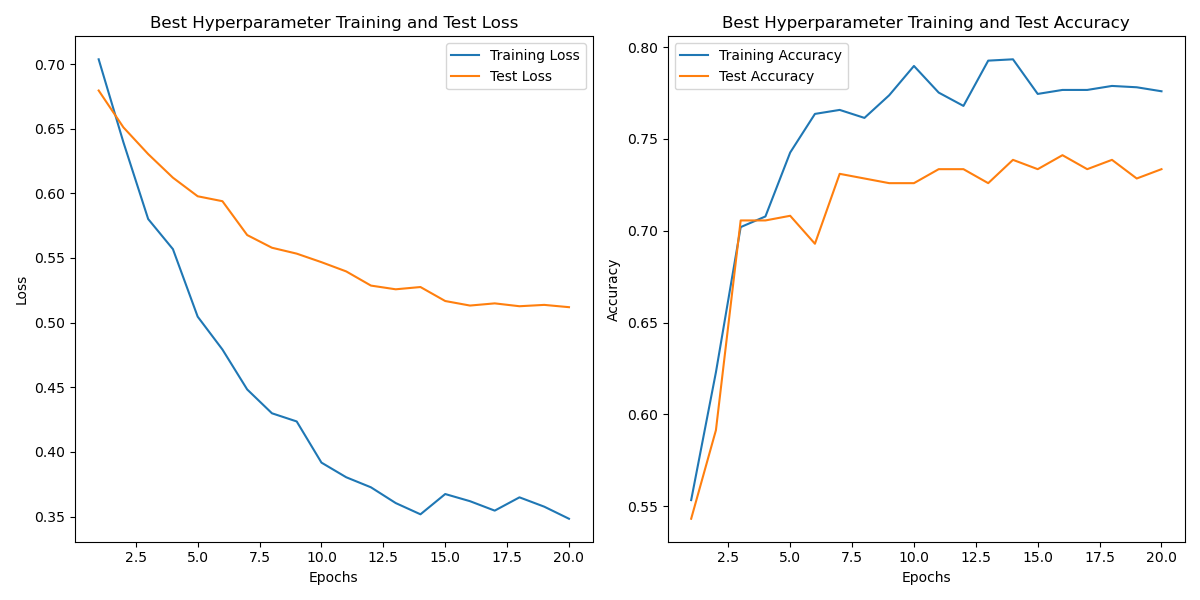 Best Hyperparameter Training and Test Loss
Training Loss
Test Loss
0.70
0.65
0.60
0.55
0.50
0.45
0.40
0.35
Loss
2.5 5.0 7.5 10.0 12.5 15.0 17.5 20.0
Epochs
Best Hyperparameter Training and Test Accuracy
Training Accuracy
Test Accuracy
0.80
0.75
0.70
0.65
0.60
0.55
Accuracy
2.5 5.0 7.5 10.0 12.5 15.0 17.5 20.0
Epochs